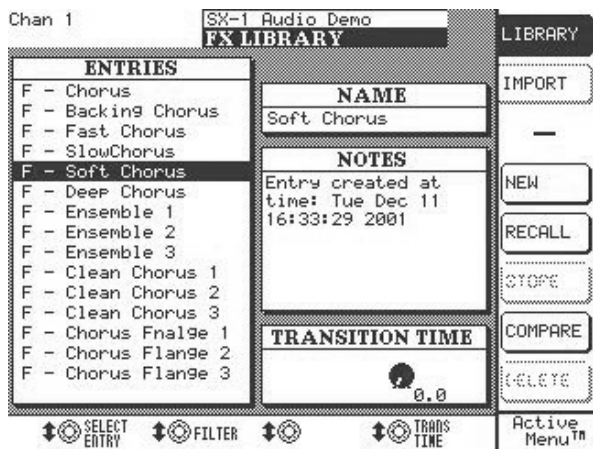 Chan 1
SX-1 Audio Demo
FX LIBRARY
ENTRIES
F - Chorus
F - Backing Chorus
F - Fast Chorus
F - SlowChorus
F - Soft Chorus
F - Deep Chorus
F - Ensemble 1
F - Ensemble 2
F - Ensemble 3
F - Clean Chorus 1
F - Clean Chorus 2
F - Clean Chorus 3
F - Chorus Fnalge 1
F - Chorus Flange 2
F - Chorus Flange 3
NAME
Soft Chorus
NOTES
Entry created at
time: Tue Dec 11
16:33:29 2001
TRANSITION TIME
0.0
LIBRARY
IMPORT
NEW
RECALL
STORE
COMPARE
DELETE
SELECT
ENTRY
FILTER
TRANS
TIME
Active
Menu™